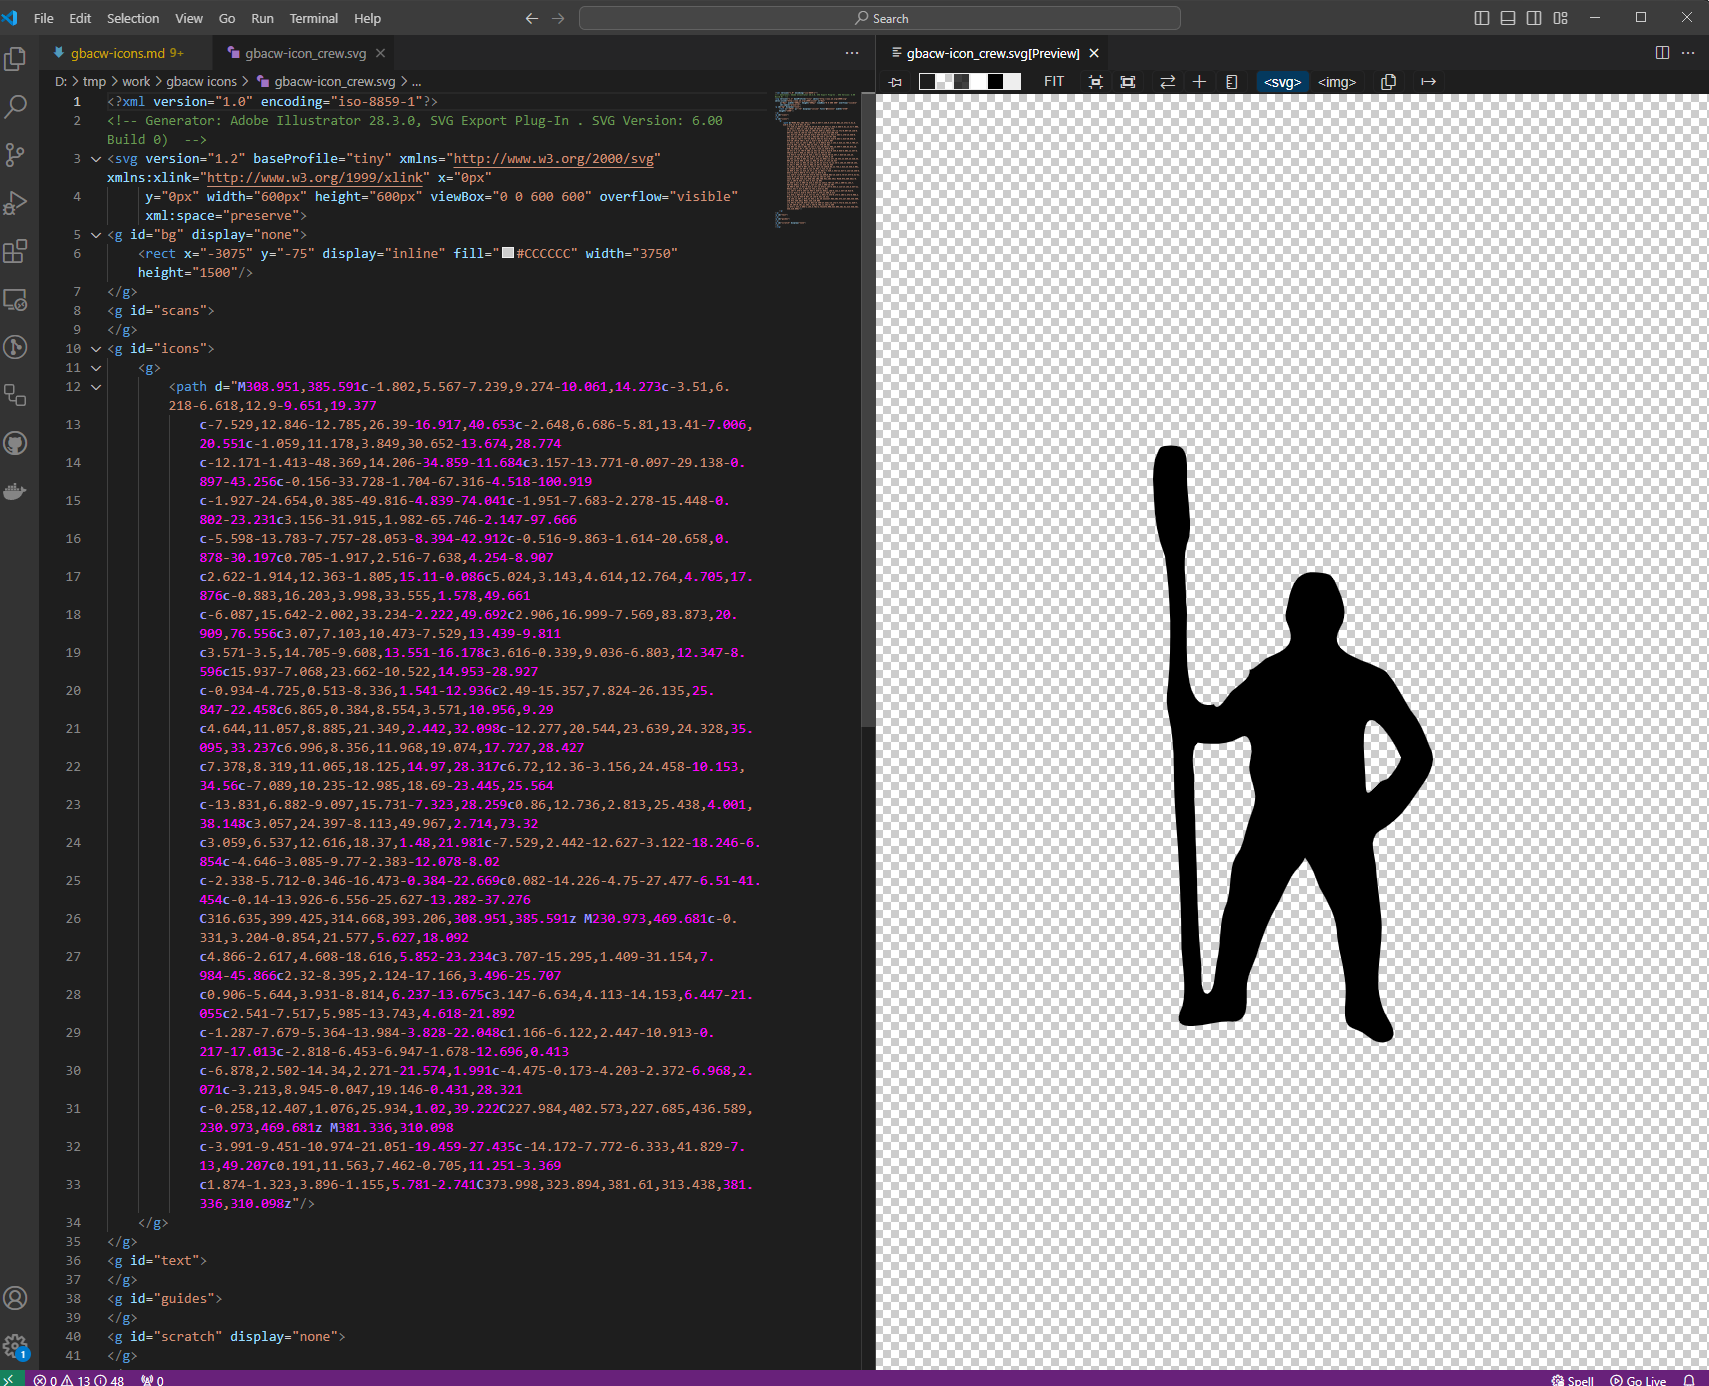 File Edit Selection View Go Run Terminal Help Search
gbacw-icons.md 9+ gbacw-icon_crew.svg gbacw-icon_crew.svg[Preview]
D: > tmp > work > gbacw icons > gbacw-icon_crew.svg > ... FIT <svg> <img>
1 <?xml version="1.0" encoding="iso-8859-1"?>
2 <!-- Generator: Adobe Illustrator 28.3.0, SVG Export Plug-In . SVG Version: 6.00
Build 0)  -->
3 <svg version="1.2" baseProfile="tiny" xmlns="http://www.w3.org/2000/svg"
xmlns:xlink="http://www.w3.org/1999/xlink" x="0px"
4 y="0px" width="600px" height="600px" viewBox="0 0 600 600" overflow="visible"
xml:space="preserve">
5 <g id="bg" display="none">
6 <rect x="-3075" y="-75" display="inline" fill="#CCCCCC" width="3750"
height="1500"/>
7 </g>
8 <g id="scans">
9 </g>
10 <g id="icons">
11 <g>
12 <path d="M308.951,385.591c-1.802,5.567-7.239,9.274-10.061,14.273c-3.51,6.
218-6.618,12.9-9.651,19.377
13 c-7.529,12.846-12.785,26.39-16.917,40.653c-2.648,6.686-5.81,13.41-7.006,
20.551c-1.059,11.178,3.849,30.652-13.674,28.774
14 c-12.171-1.413-48.369,14.206-34.859-11.684c3.157-13.771-0.097-29.138-0.
897-43.256c-0.156-33.728-1.704-67.316-4.518-100.919
15 c-1.927-24.654,0.385-49.816-4.839-74.041c-1.951-7.683-2.278-15.448-0.
802-23.231c3.156-31.915,1.982-65.746-2.147-97.666
16 c-5.598-13.783-7.757-28.053-8.394-42.912c-0.516-9.863-1.614-20.658,0.
878-30.197c0.705-1.917,2.516-7.638,4.254-8.907
17 c2.622-1.914,12.363-1.805,15.11-0.086c5.024,3.143,4.614,12.764,4.705,17.
876c-0.883,16.203,3.998,33.555,1.578,49.661
18 c-6.087,15.642-2.002,33.234-2.222,49.692c2.906,16.999-7.569,83.873,20.
909,76.556c3.07,7.103,10.473-7.529,13.439-9.811
19 c3.571-3.5,14.705-9.608,13.551-16.178c3.616-0.339,9.036-6.803,12.347-8.
596c15.937-7.068,23.662-10.522,14.953-28.927
20 c-0.934-4.725,0.513-8.336,1.541-12.936c2.49-15.357,7.824-26.135,25.
847-22.458c6.865,0.384,8.554,3.571,10.956,9.29
21 c4.644,11.057,8.885,21.349,2.442,32.098c-12.277,20.544,23.639,24.328,35.
095,33.237c6.996,8.356,11.968,19.074,17.727,28.427
22 c7.378,8.319,11.065,18.125,14.97,28.317c6.72,12.36-3.156,24.458-10.153,
34.56c-7.089,10.235-12.985,18.69-23.445,25.564
23 c-13.831,6.882-9.097,15.731-7.323,28.259c0.86,12.736,2.813,25.438,4.001,
38.148c3.057,24.397-8.113,49.967,2.714,73.32
24 c3.059,6.537,12.616,18.37,1.48,21.981c-7.529,2.442-12.627-3.122-18.246-6.
854c-4.646-3.085-9.77-2.383-12.078-8.02
25 c-2.338-5.712-0.346-16.473-0.384-22.669c0.082-14.226-4.75-27.477-6.51-41.
454c-0.14-13.926-6.556-25.627-13.282-37.276
26 C316.635,399.425,314.668,393.206,308.951,385.591z M230.973,469.681c-0.
331,3.204-0.854,21.577,5.627,18.092
27 c4.866-2.617,4.608-18.616,5.852-23.234c3.707-15.295,1.409-31.154,7.
984-45.866c2.32-8.395,2.124-17.166,3.496-25.707
28 c0.906-5.644,3.931-8.814,6.237-13.675c3.147-6.634,4.113-14.153,6.447-21.
055c2.541-7.517,5.985-13.743,4.618-21.892
29 c-1.287-7.679-5.364-13.984-3.828-22.048c1.166-6.122,2.447-10.913-0.
217-17.013c-2.818-6.453-6.947-1.678-12.696,0.413
30 c-6.878,2.502-14.34,2.271-21.574,1.991c-4.475-0.173-4.203-2.372-6.968,2.
071c-3.213,8.945-0.047,19.146-0.431,28.321
31 c-0.258,12.407,1.076,25.934,1.02,39.222C227.984,402.573,227.685,436.589,
230.973,469.681z M381.336,310.098
32 c-3.991-9.451-10.974-21.051-19.459-27.435c-14.172-7.772-6.333,41.829-7.
13,49.207c0.191,11.563,7.462-0.705,11.251-3.369
33 c1.874-1.323,3.896-1.155,5.781-2.741C373.998,323.894,381.61,313.438,381.
336,310.098z"/>
34 </g>
35 </g>
36 <g id="text">
37 </g>
38 <g id="guides">
39 </g>
40 <g id="scratch" display="none">
41 </g>
1
0 13 48 0 Spell Go Live